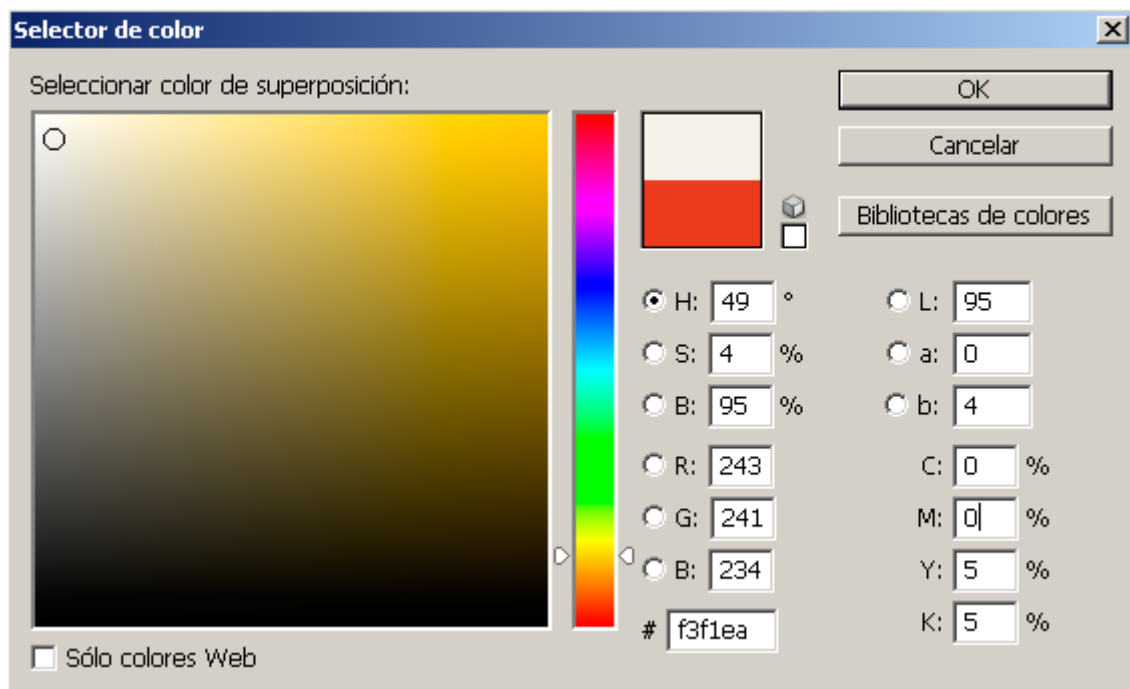 Selector de color
Seleccionar color de superposición:
OK
Cancelar
Bibliotecas de colores
H: 49 °
L: 95
S: 4 %
a: 0
B: 95 %
b: 4
R: 243
C: 0 %
G: 241
M: 0 %
B: 234
Y: 5 %
# f3f1ea
K: 5 %
Sólo colores Web